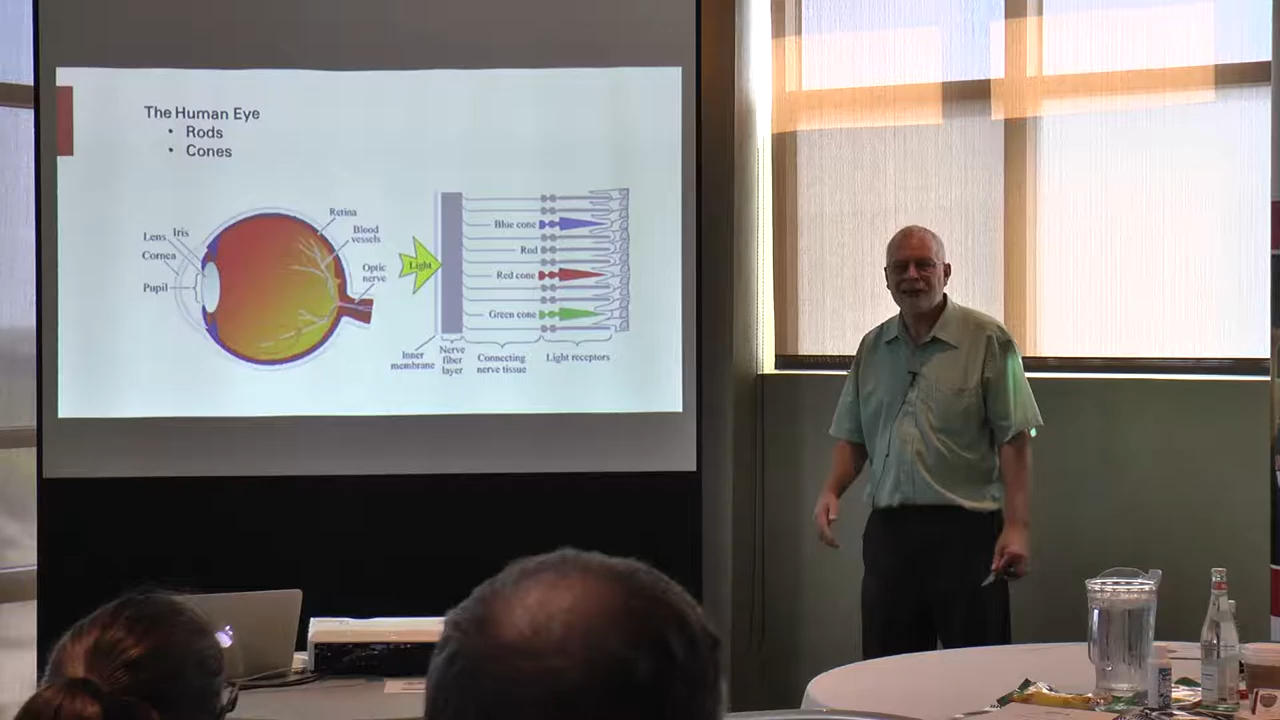 The Human Eye
• Rods
• Cones
Retina
Lens
Iris
Blood
vessels
Cornea
Optic
nerve
Pupil
Light
Blue cone
Rod
Red cone
Green cone
Inner
membrane
Nerve
fiber
layer
Connecting
nerve tissue
Light receptors